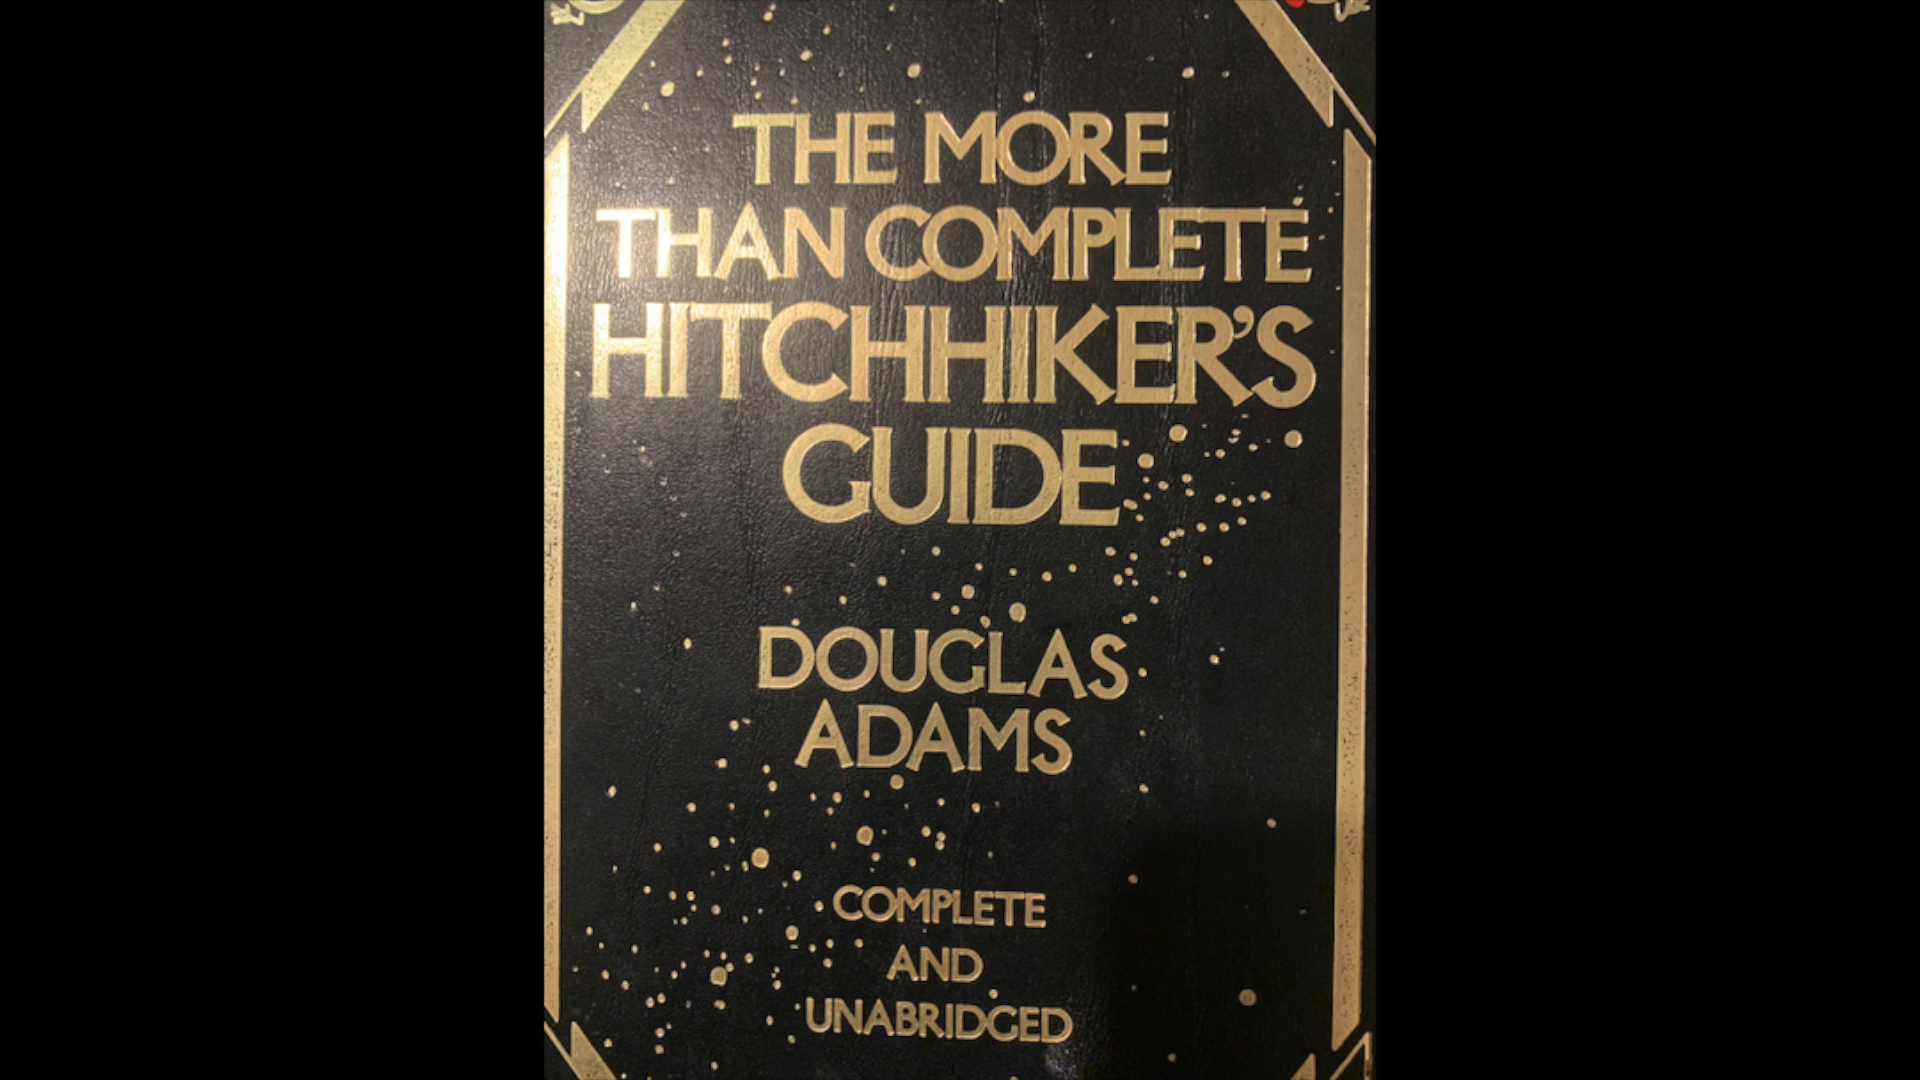 THE MORE
THAN COMPLETE
HITCHHIKER'S
GUIDE
DOUGLAS
ADAMS
COMPLETE
AND
UNABRIDGED